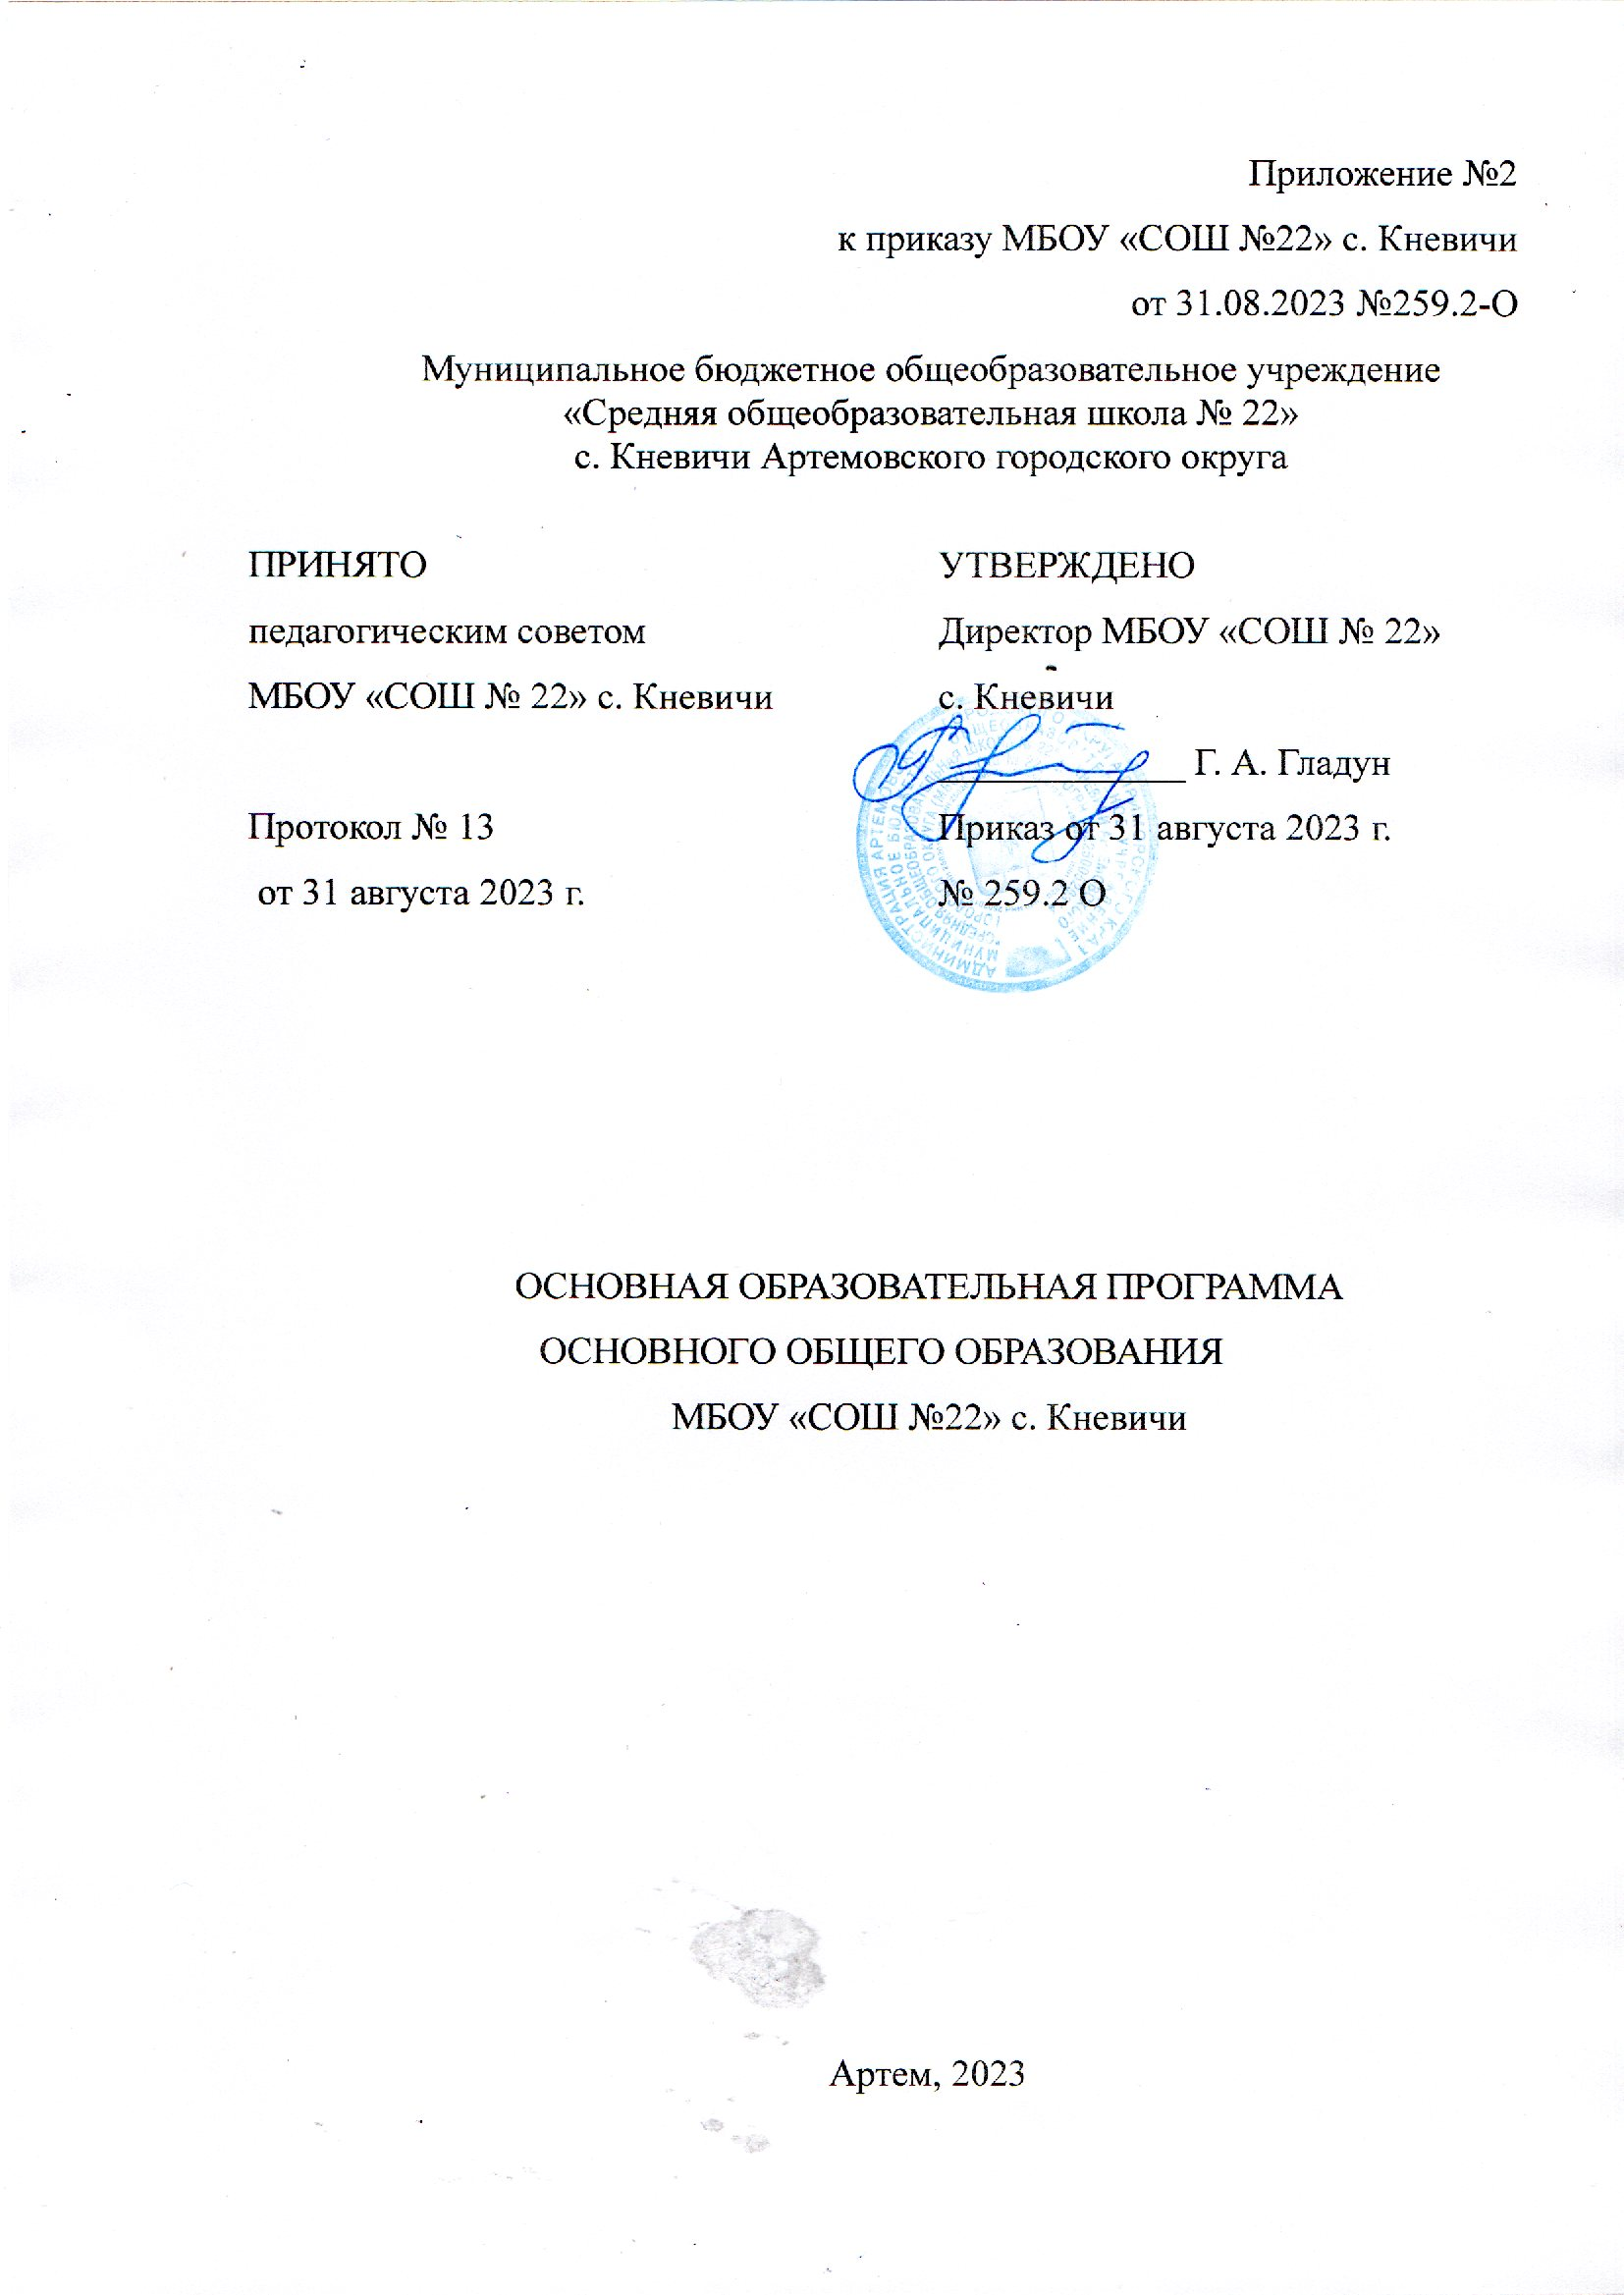 Приложение №2
к приказу МБОУ «СОШ №22» с. Кневичи
от 31.08.2023 №259.2-О
Муниципальное бюджетное общеобразовательное учреждение
«Средняя общеобразовательная школа № 22»
с. Кневичи Артемовского городского округа
ПРИНЯТО
педагогическим советом
МБОУ «СОШ № 22» с. Кневичи
Протокол № 13
от 31 августа 2023 г.
УТВЕРЖДЕНО
Директор МБОУ «СОШ № 22»
с. Кневичи
Г. А. Гладун
Приказ от 31 августа 2023 г.
№ 259.2 О
ОСНОВНАЯ ОБРАЗОВАТЕЛЬНАЯ ПРОГРАММА
ОСНОВНОГО ОБЩЕГО ОБРАЗОВАНИЯ
МБОУ «СОШ №22» с. Кневичи
Артем, 2023